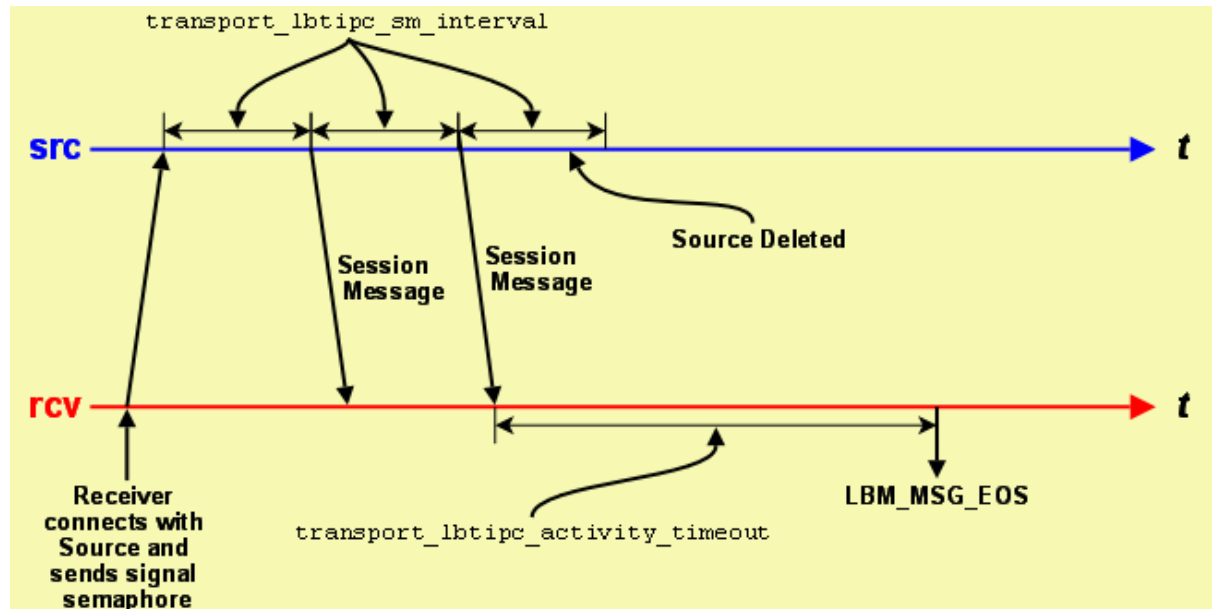 transport_lbtipc_sm_interval
src
t
Source Deleted
Session
Message
Session
Message
rcv
t
Receiver
connects with
Source and
sends signal
semaphore
transport_lbtipc_activity_timeout
LBM_MSG_EOS